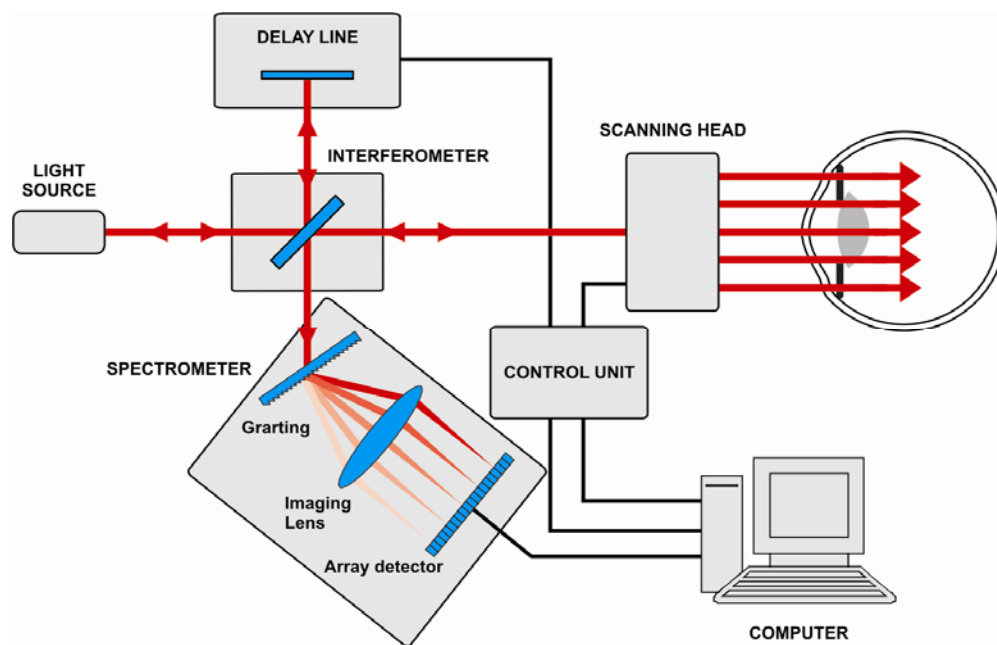 DELAY LINE
SCANNING HEAD
INTERFEROMETER
LIGHT
SOURCE
SPECTROMETER
CONTROL UNIT
Grarting
Imaging
Lens
Array detector
COMPUTER